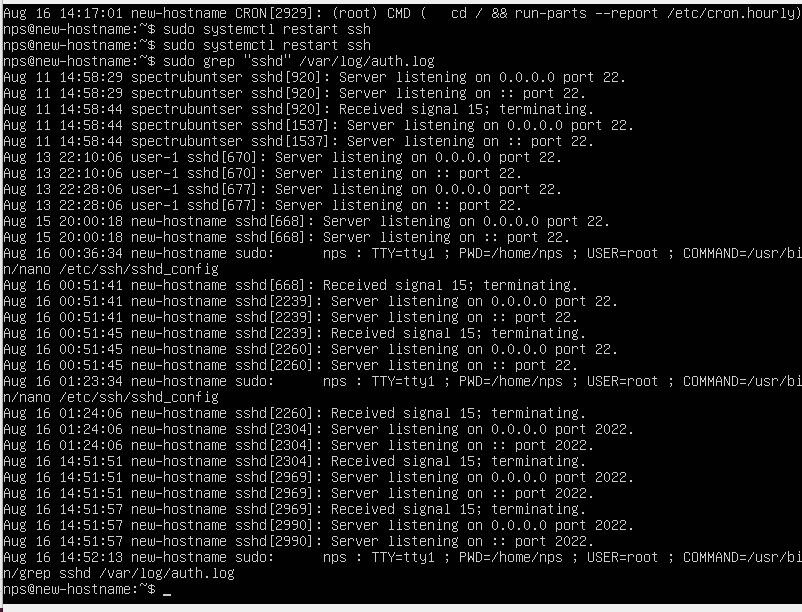 Aug 16 14:17:01 new-hostname CRON[2929]: (root) CMD (   cd / && run-parts --report /etc/cron.hourly)
nps@new-hostname:~$ sudo systemctl restart ssh
nps@new-hostname:~$ sudo systemctl restart ssh
nps@new-hostname:~$ sudo grep "sshd" /var/log/auth.log
Aug 11 14:58:29 spectrubuntser sshd[920]: Server listening on 0.0.0.0 port 22.
Aug 11 14:58:29 spectrubuntser sshd[920]: Server listening on :: port 22.
Aug 11 14:58:44 spectrubuntser sshd[920]: Received signal 15; terminating.
Aug 11 14:58:44 spectrubuntser sshd[1537]: Server listening on 0.0.0.0 port 22.
Aug 11 14:58:44 spectrubuntser sshd[1537]: Server listening on :: port 22.
Aug 13 22:10:06 user-1 sshd[670]: Server listening on 0.0.0.0 port 22.
Aug 13 22:10:06 user-1 sshd[670]: Server listening on :: port 22.
Aug 13 22:28:06 user-1 sshd[677]: Server listening on 0.0.0.0 port 22.
Aug 13 22:28:06 user-1 sshd[677]: Server listening on :: port 22.
Aug 15 20:00:18 new-hostname sshd[668]: Server listening on 0.0.0.0 port 22.
Aug 15 20:00:18 new-hostname sshd[668]: Server listening on :: port 22.
Aug 16 00:36:34 new-hostname sudo:      nps : TTY=tty1 ; PWD=/home/nps ; USER=root ; COMMAND=/usr/bi
n/nano /etc/ssh/sshd_config
Aug 16 00:51:41 new-hostname sshd[668]: Received signal 15; terminating.
Aug 16 00:51:41 new-hostname sshd[2239]: Server listening on 0.0.0.0 port 22.
Aug 16 00:51:41 new-hostname sshd[2239]: Server listening on :: port 22.
Aug 16 00:51:45 new-hostname sshd[2239]: Received signal 15; terminating.
Aug 16 00:51:45 new-hostname sshd[2260]: Server listening on 0.0.0.0 port 22.
Aug 16 00:51:45 new-hostname sshd[2260]: Server listening on :: port 22.
Aug 16 01:23:34 new-hostname sudo:      nps : TTY=tty1 ; PWD=/home/nps ; USER=root ; COMMAND=/usr/bi
n/nano /etc/ssh/sshd_config
Aug 16 01:24:06 new-hostname sshd[2260]: Received signal 15; terminating.
Aug 16 01:24:06 new-hostname sshd[2304]: Server listening on 0.0.0.0 port 2022.
Aug 16 01:24:06 new-hostname sshd[2304]: Server listening on :: port 2022.
Aug 16 14:51:51 new-hostname sshd[2304]: Received signal 15; terminating.
Aug 16 14:51:51 new-hostname sshd[2969]: Server listening on 0.0.0.0 port 2022.
Aug 16 14:51:51 new-hostname sshd[2969]: Server listening on :: port 2022.
Aug 16 14:51:57 new-hostname sshd[2969]: Received signal 15; terminating.
Aug 16 14:51:57 new-hostname sshd[2990]: Server listening on 0.0.0.0 port 2022.
Aug 16 14:51:57 new-hostname sshd[2990]: Server listening on :: port 2022.
Aug 16 14:52:13 new-hostname sudo:      nps : TTY=tty1 ; PWD=/home/nps ; USER=root ; COMMAND=/usr/bi
n/grep sshd /var/log/auth.log
nps@new-hostname:~$ _